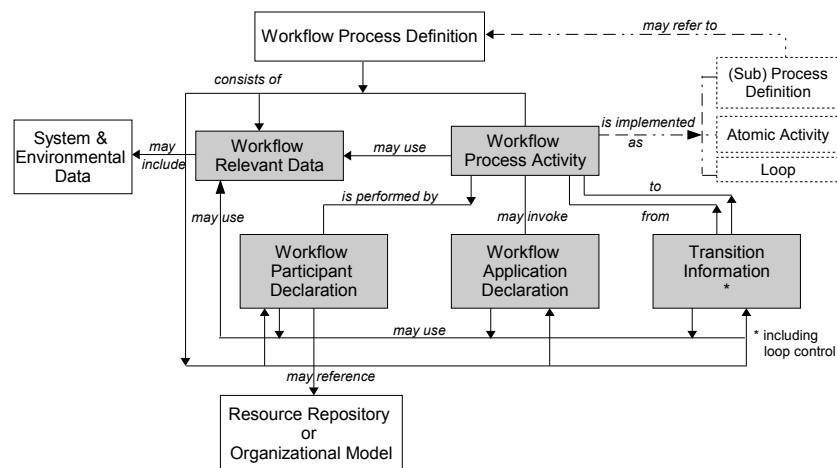 Workflow Process Definition
may refer to
consists of
(Sub) Process
Definition
System &
Environmental
Data
may
include
Workflow
Relevant Data
may use
Workflow
Process Activity
is implemented
as
Atomic Activity
Loop
may use
is performed by
may invoke
to
from
Workflow
Participant
Declaration
Workflow
Application
Declaration
Transition
Information
*
may use
* including
loop control
may reference
Resource Repository
or
Organizational Model